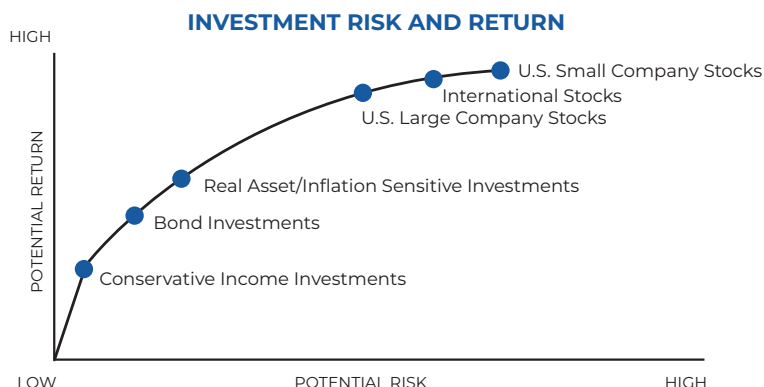 INVESTMENT RISK AND RETURN
HIGH
U.S. Small Company Stocks
International Stocks
U.S. Large Company Stocks
POTENTIAL RETURN
Real Asset/Inflation Sensitive Investments
Bond Investments
Conservative Income Investments
LOW
POTENTIAL RISK
HIGH